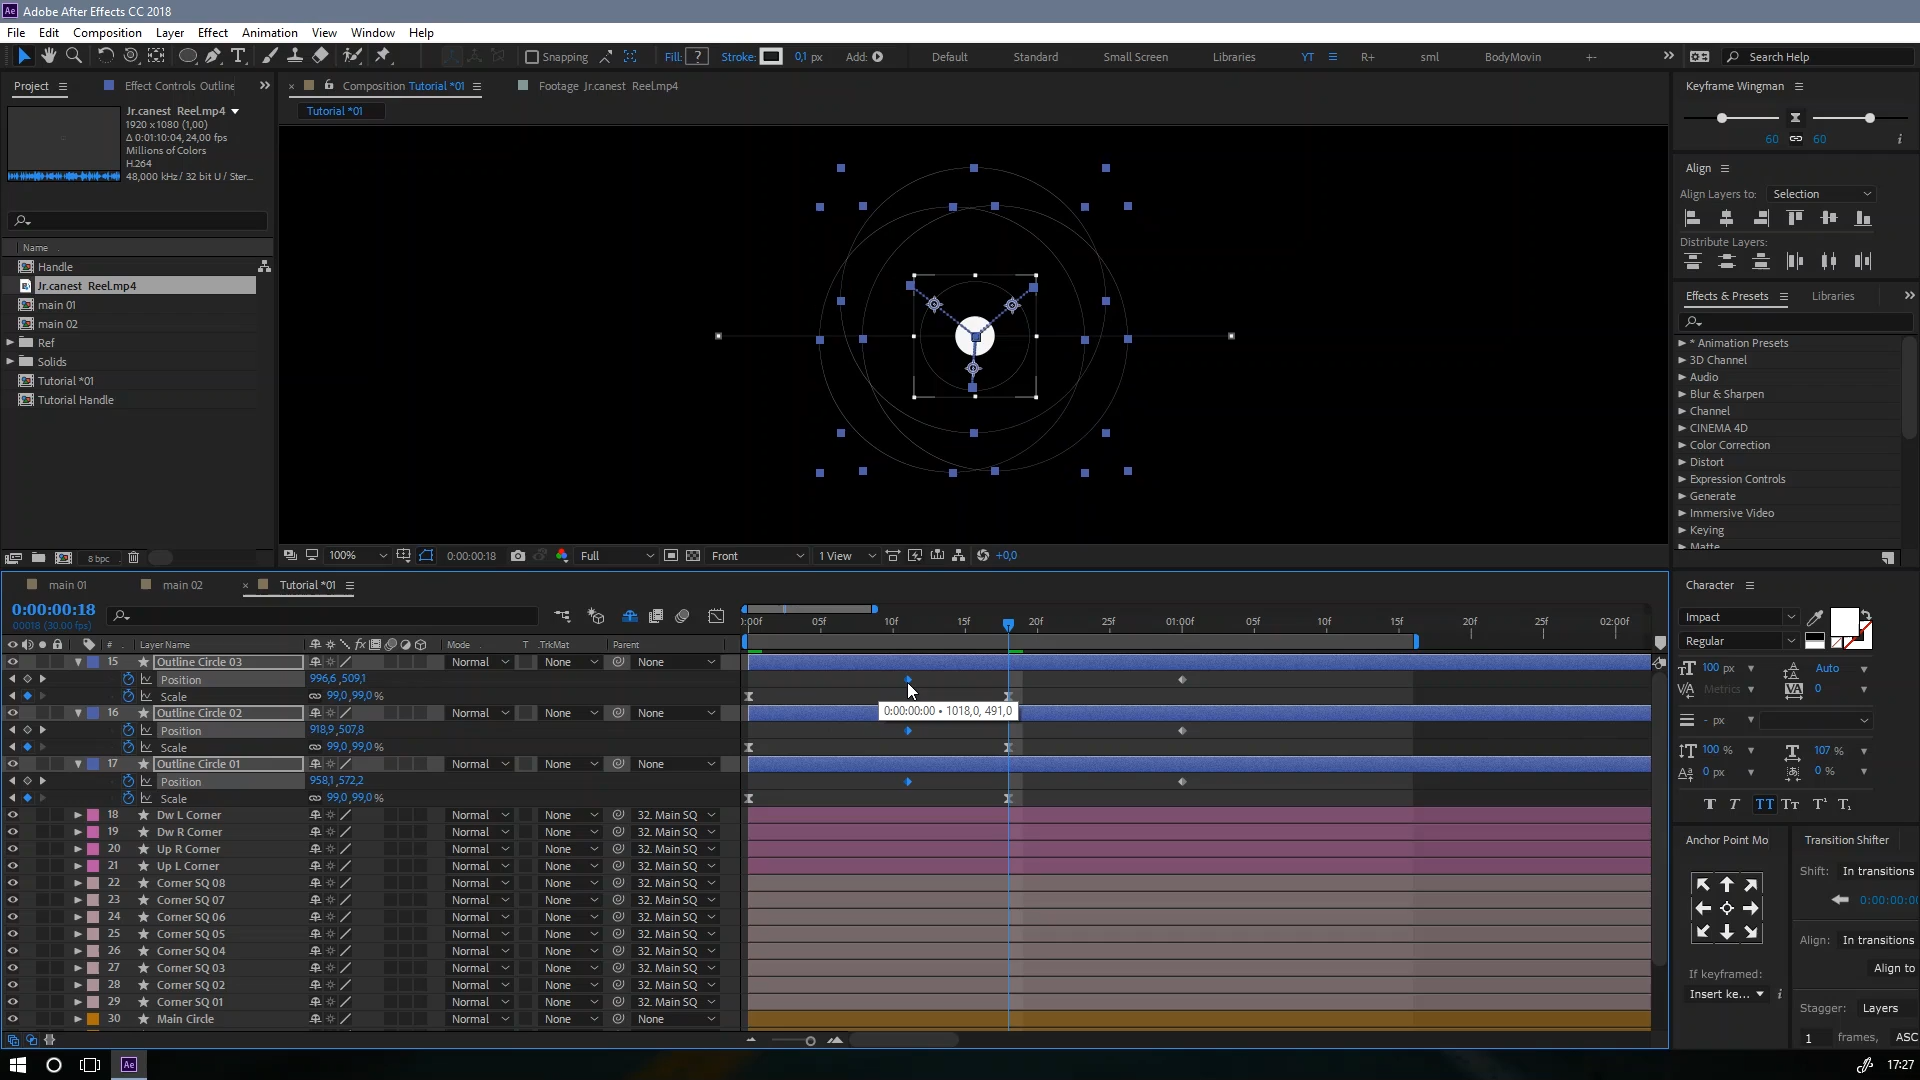 Adobe After Effects CC 2018
File Edit Composition Layer Effect Animation View Window Help
Snapping Fill: ? Stroke: 0,1 px Add: Default Standard Small Screen Libraries YT R+ sml BodyMovin +- Search Help
Project Effect Controls Outline
Composition Tutorial *01 Footage Jr.canest Reel.mp4
Tutorial *01
Jr.canest Reel.mp4
1920 x 1080 (1,00)
Δ 0:01:10:04, 24,00 fps
Millions of Colors
H.264
48,000 kHz / 32 bit U / Ster...
Name
Handle
Jr.canest Reel.mp4
main 01
main 02
Ref
Solids
Tutorial *01
Tutorial Handle
8 bpc
100% 0:00:00:18 Full Front 1 View +0,0
Keyframe Wingman
60 60 i
Align
Align Layers to: Selection
Distribute Layers:
Effects & Presets Libraries
* Animation Presets
3D Channel
Audio
Blur & Sharpen
Channel
CINEMA 4D
Color Correction
Distort
Expression Controls
Generate
Immersive Video
Keying
Matte
main 01 main 02 Tutorial *01
0:00:00:18
00018 (30.00 fps)
:00f 05f 10f 15f 20f 25f 01:00f 05f 10f 15f 20f 25f 02:00f
# Layer Name Mode T .TrkMat Parent
15 Outline Circle 03 Normal None None
Position 996,6 ,509,1
Scale 99,0 ,99,0 %
16 Outline Circle 02 Normal None None
0:00:00:00 • 1018,0, 491,0
Position 918,9 ,507,8
Scale 99,0 ,99,0 %
17 Outline Circle 01 Normal None None
Position 958,1 ,572,2
Scale 99,0 ,99,0 %
18 Dw L Corner Normal None 32. Main SQ
19 Dw R Corner Normal None 32. Main SQ
20 Up R Corner Normal None 32. Main SQ
21 Up L Corner Normal None 32. Main SQ
22 Corner SQ 08 Normal None 32. Main SQ
23 Corner SQ 07 Normal None 32. Main SQ
24 Corner SQ 06 Normal None 32. Main SQ
25 Corner SQ 05 Normal None 32. Main SQ
26 Corner SQ 04 Normal None 32. Main SQ
27 Corner SQ 03 Normal None 32. Main SQ
28 Corner SQ 02 Normal None 32. Main SQ
29 Corner SQ 01 Normal None 32. Main SQ
30 Main Circle Normal None None
Character
Impact
Regular
100 px Auto
Metrics 0
- px
100 % 107 %
0 px 0 %
T T TT Tt T¹ T₁
Anchor Point Mo Transition Shifter
Shift: In transitions
0:00:00:0
Align: In transitions
Align to
If keyframed:
Insert ke... i
Stagger: Layers
1 frames, ASC
17:27